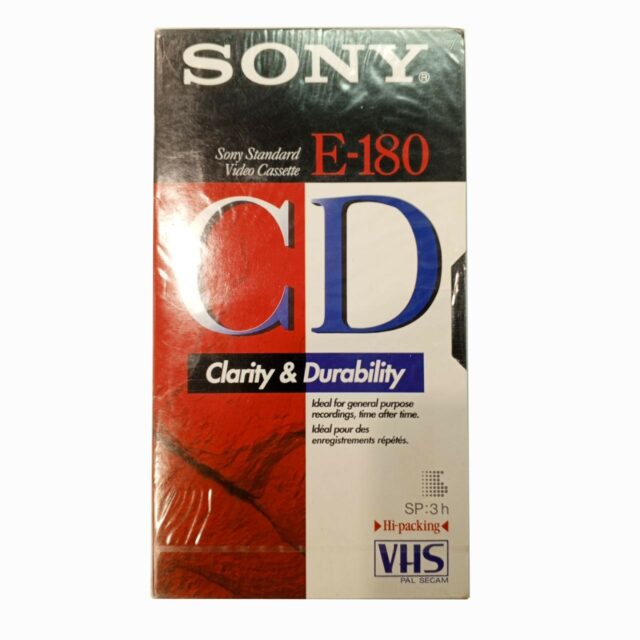 SONY®
Sony Standard
Video Cassette
E-180
CD
Clarity & Durability
Ideal for general purpose
recordings, time after time.
Idéal pour des
enregistrements répétés.
SP:3h
Hi-packing
VHS
PAL SECAM